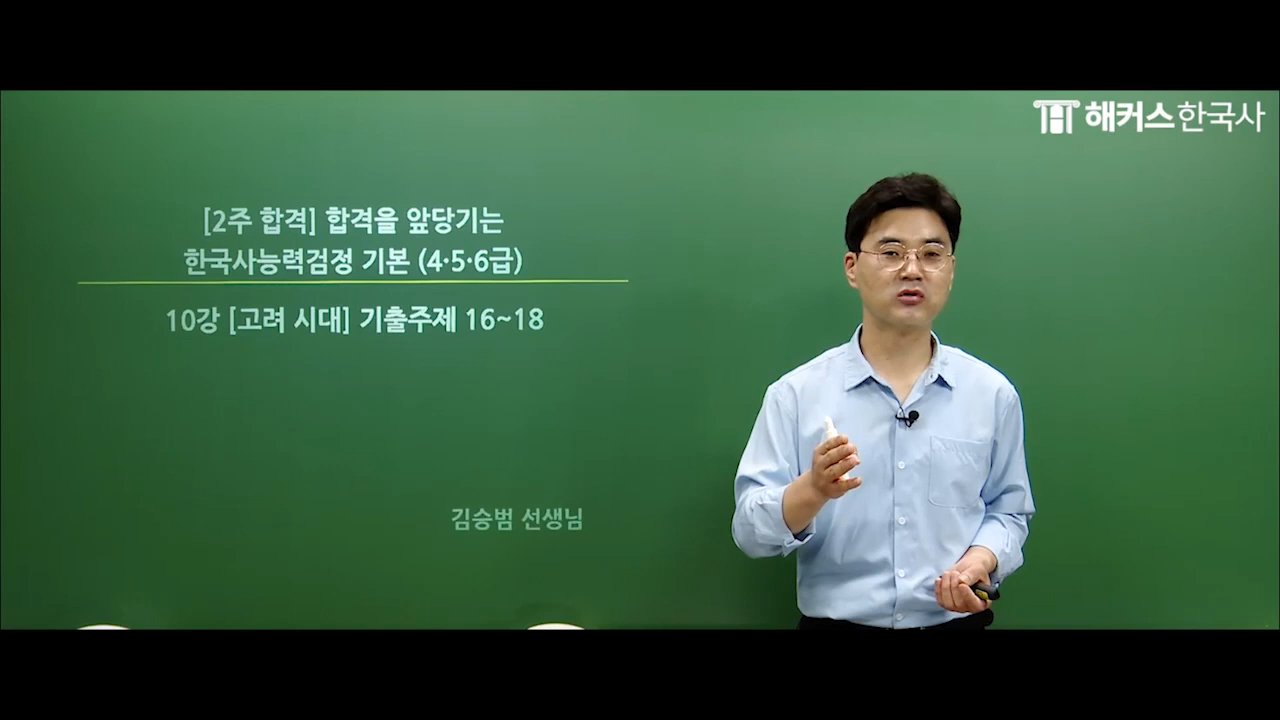 해커스한국사
[2주 합격] 합격을 앞당기는
한국사능력검정 기본 (4·5·6급)
10강 [고려 시대] 기출주제 16~18
김승범 선생님